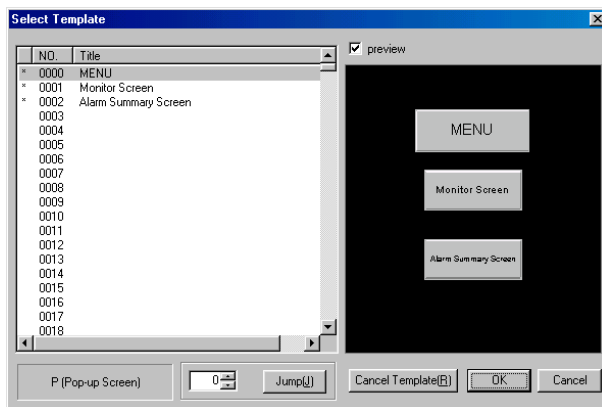 Select Template
NO. Title
* 0000 MENU
* 0001 Monitor Screen
* 0002 Alarm Summary Screen
0003
0004
0005
0006
0007
0008
0009
0010
0011
0012
0013
0014
0015
0016
0017
0018
preview
MENU
Monitor Screen
Alarm Summary Screen
P (Pop-up Screen)
0
Jump(J)
Cancel Template(R)
OK
Cancel